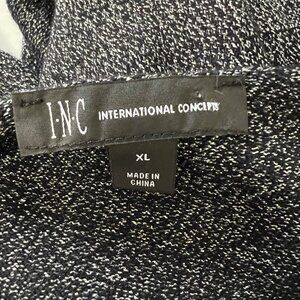 I·N·C INTERNATIONAL CONCEPTS
XL
MADE IN
CHINA